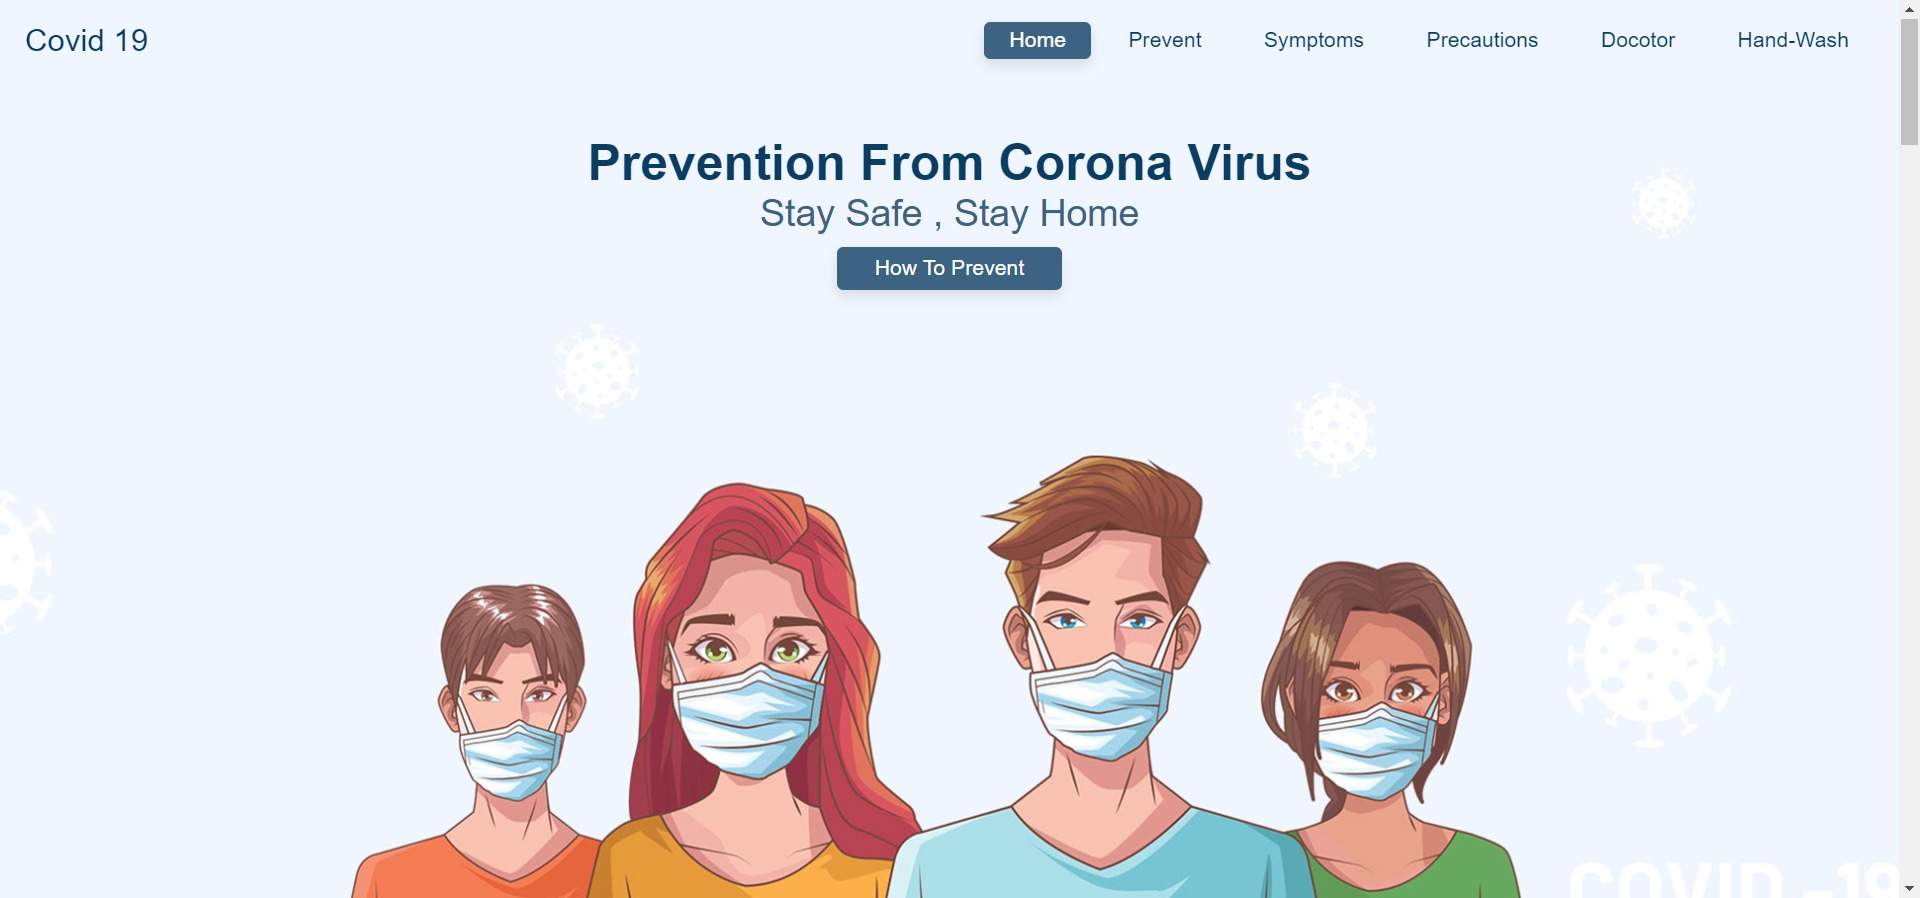 Covid 19
Home Prevent Symptoms Precautions Docotor Hand-Wash
Prevention From Corona Virus
Stay Safe , Stay Home
How To Prevent
COVID -19